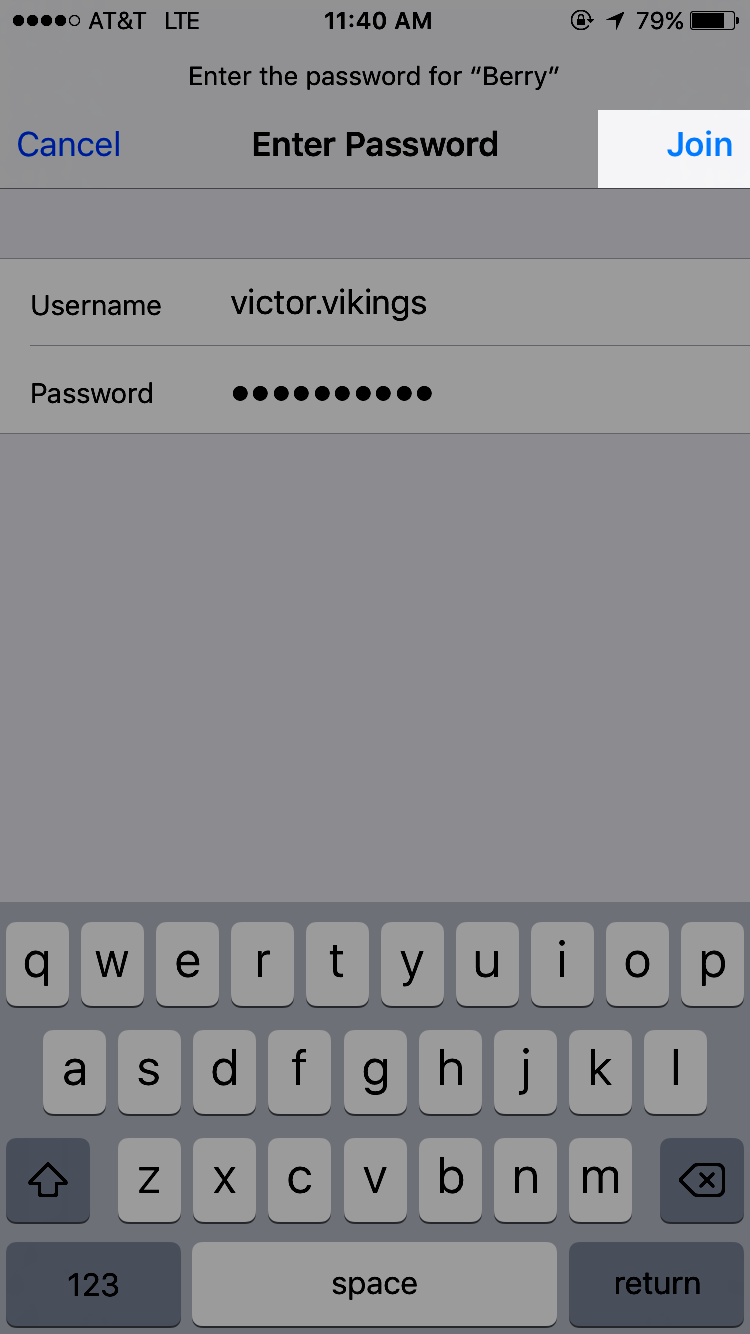 AT&T LTE 11:40 AM 79%
Enter the password for “Berry”
Cancel Enter Password Join
Username victor.vikings
Password ●●●●●●●●●●
q w e r t y u i o p
a s d f g h j k l
z x c v b n m
123 space return